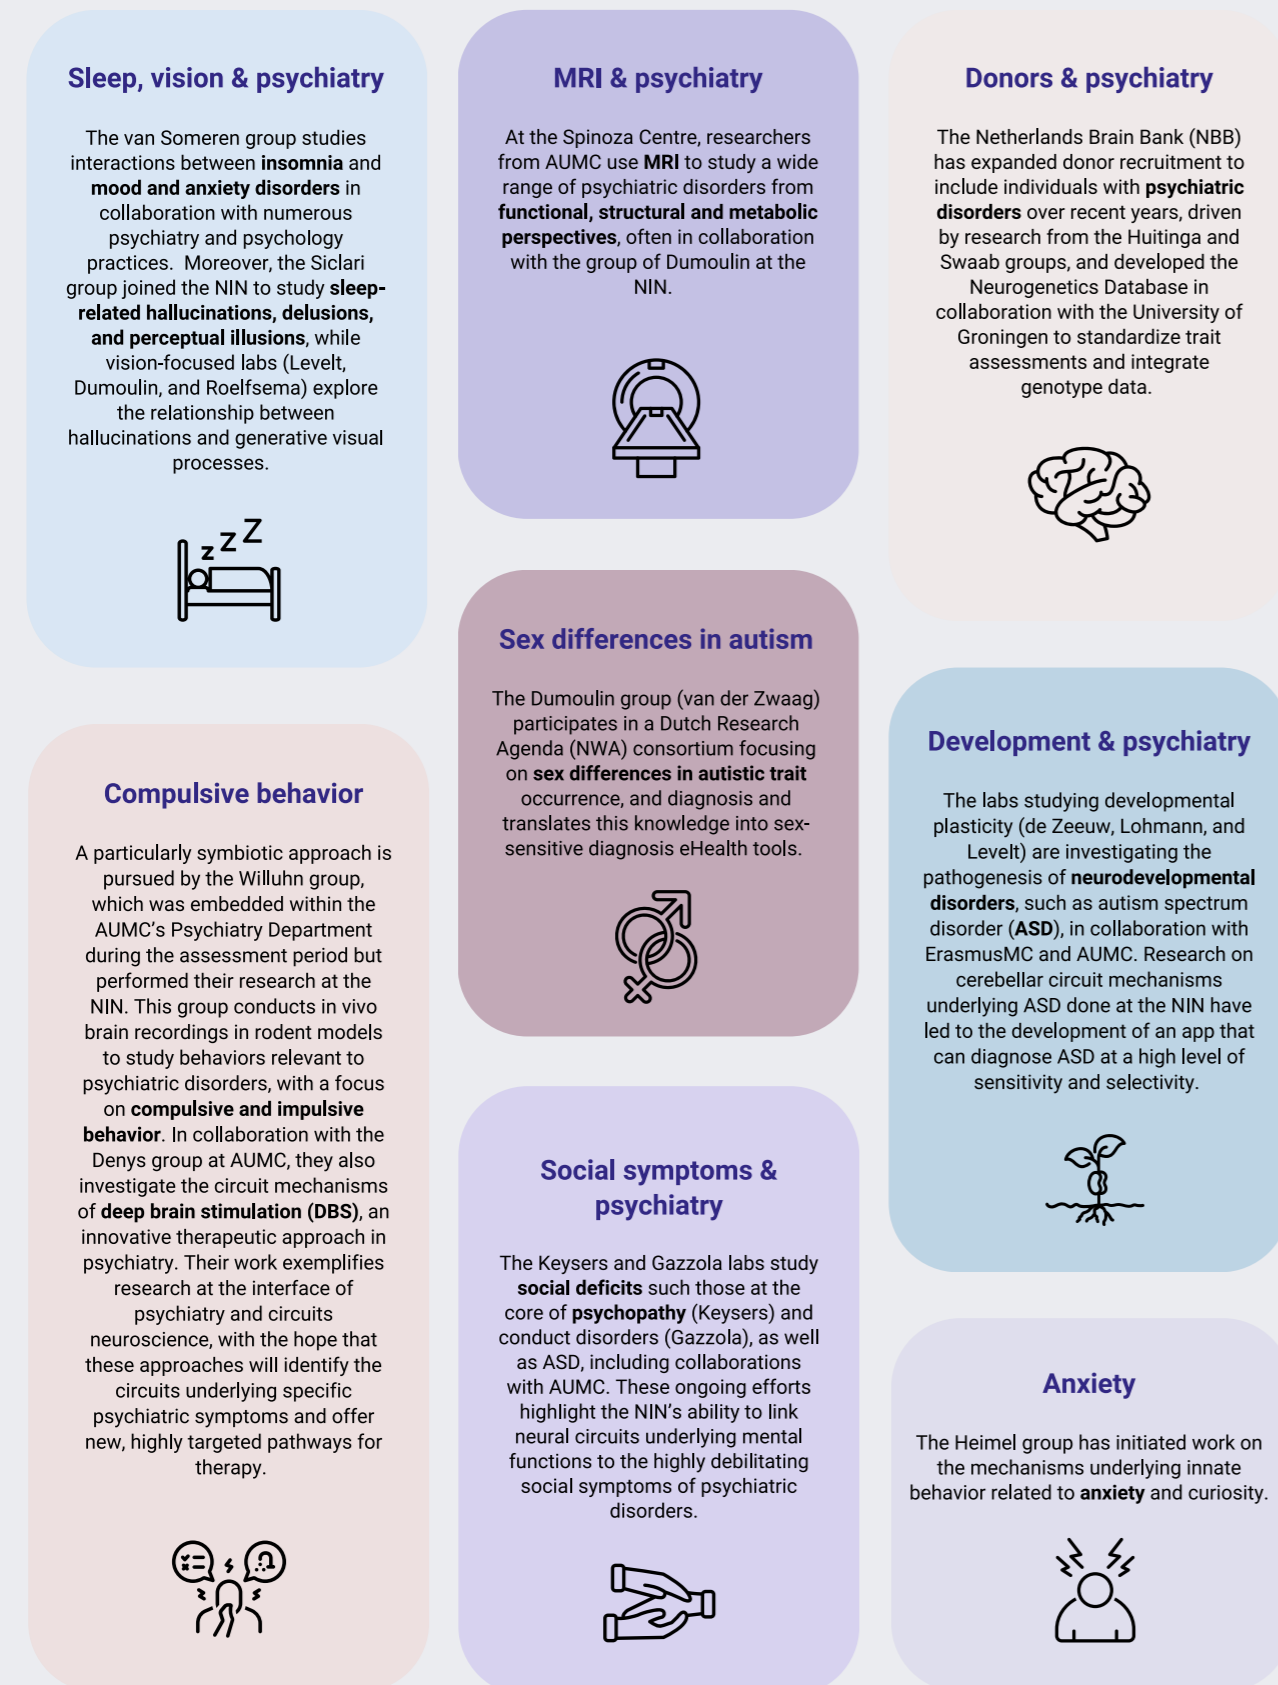 Sleep, vision & psychiatry
The van Someren group studies
interactions between insomnia and
mood and anxiety disorders in
collaboration with numerous
psychiatry and psychology
practices. Moreover, the Siclari
group joined the NIN to study sleep-
related hallucinations, delusions,
and perceptual illusions, while
vision-focused labs (Levelt,
Dumoulin, and Roelfsema) explore
the relationship between
hallucinations and generative visual
processes.
z z Z
Compulsive behavior
A particularly symbiotic approach is
pursued by the Willuhn group,
which was embedded within the
AUMC's Psychiatry Department
during the assessment period but
performed their research at the
NIN. This group conducts in vivo
brain recordings in rodent models
to study behaviors relevant to
psychiatric disorders, with a focus
on compulsive and impulsive
behavior. In collaboration with the
Denys group at AUMC, they also
investigate the circuit mechanisms
of deep brain stimulation (DBS), an
innovative therapeutic approach in
psychiatry. Their work exemplifies
research at the interface of
psychiatry and circuits
neuroscience, with the hope that
these approaches will identify the
circuits underlying specific
psychiatric symptoms and offer
new, highly targeted pathways for
therapy.
MRI & psychiatry
At the Spinoza Centre, researchers
from AUMC use MRI to study a wide
range of psychiatric disorders from
functional, structural and metabolic
perspectives, often in collaboration
with the group of Dumoulin at the
NIN.
Sex differences in autism
The Dumoulin group (van der Zwaag)
participates in a Dutch Research
Agenda (NWA) consortium focusing
on sex differences in autistic trait
occurrence, and diagnosis and
translates this knowledge into sex-
sensitive diagnosis eHealth tools.
Social symptoms &
psychiatry
The Keysers and Gazzola labs study
social deficits such those at the
core of psychopathy (Keysers) and
conduct disorders (Gazzola), as well
as ASD, including collaborations
with AUMC. These ongoing efforts
highlight the NIN's ability to link
neural circuits underlying mental
functions to the highly debilitating
social symptoms of psychiatric
disorders.
Donors & psychiatry
The Netherlands Brain Bank (NBB)
has expanded donor recruitment to
include individuals with psychiatric
disorders over recent years, driven
by research from the Huitinga and
Swaab groups, and developed the
Neurogenetics Database in
collaboration with the University of
Groningen to standardize trait
assessments and integrate
genotype data.
Development & psychiatry
The labs studying developmental
plasticity (de Zeeuw, Lohmann, and
Levelt) are investigating the
pathogenesis of neurodevelopmental
disorders, such as autism spectrum
disorder (ASD), in collaboration with
ErasmusMC and AUMC. Research on
cerebellar circuit mechanisms
underlying ASD done at the NIN have
led to the development of an app that
can diagnose ASD at a high level of
sensitivity and selectivity.
Anxiety
The Heimel group has initiated work on
the mechanisms underlying innate
behavior related to anxiety and curiosity.